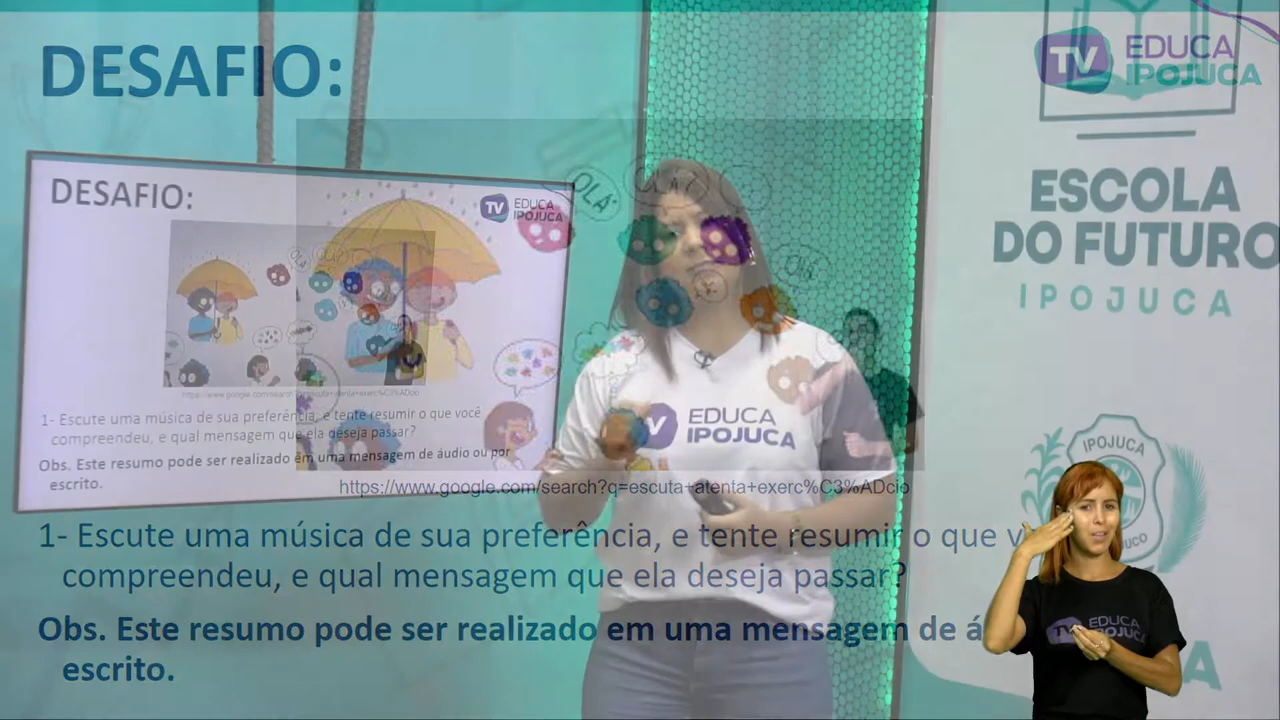 DESAFIO:
TV EDUCA
IPOJUCA
ESCOLA
DO FUTURO
IPOJUCA
DESAFIO:
TV EDUCA
IPOJUCA
OLÁ
OLÁ
1- Escute uma música de sua preferência, e tente resumir o que você
compreendeu, e qual mensagem que ela deseja passar?
Obs. Este resumo pode ser realizado em uma mensagem de áudio ou por
escrito.
EDUCA
IPOJUCA
https://www.google.com/search?q=escuta+atenta+exerc%C3%ADcio
1- Escute uma música de sua preferência, e tente resumir o que
compreendeu, e qual mensagem que ela deseja passar?
Obs. Este resumo pode ser realizado em uma mensagem de
escrito.
IPOJUCA
EDUCA
IPOJUCA